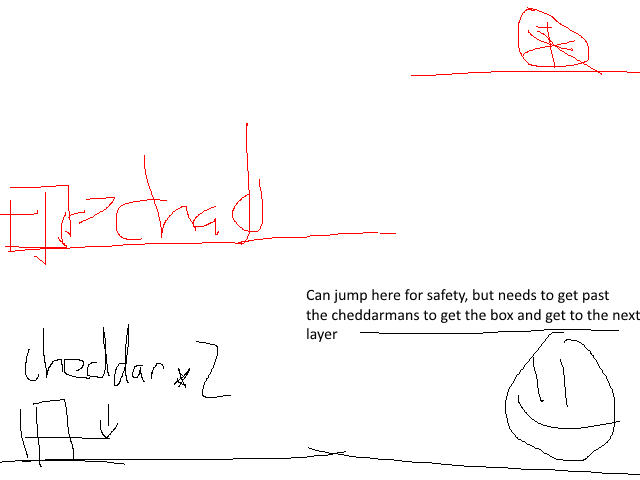 chad
Can jump here for safety, but needs to get past
the cheddarmans to get the box and get to the next
layer
cheddar x 2